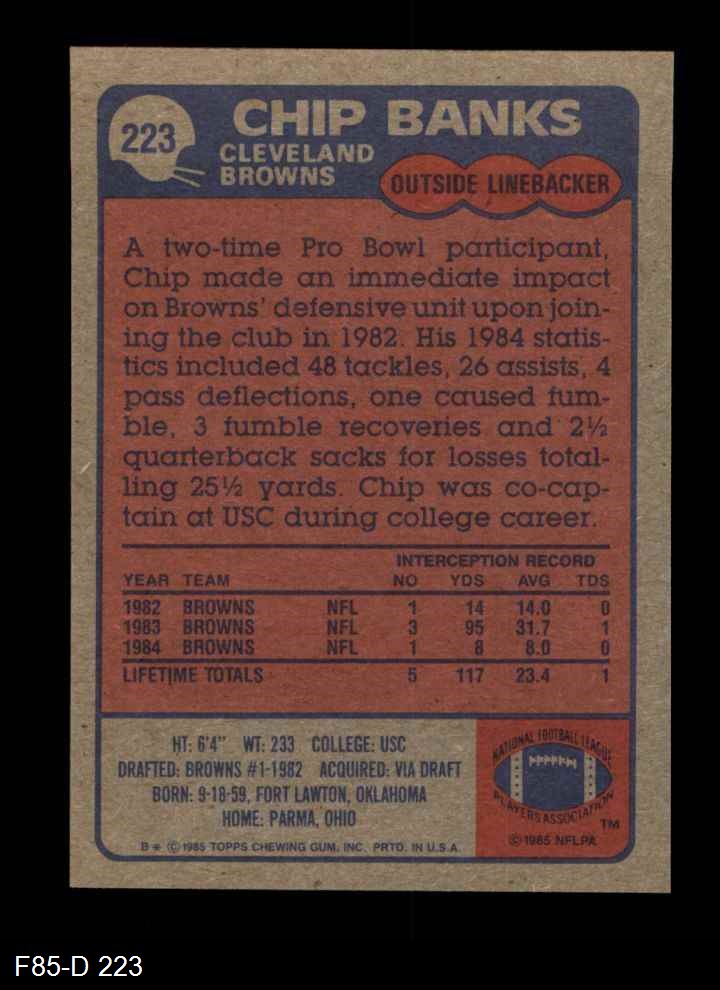 223
CHIP BANKS
CLEVELAND
BROWNS
OUTSIDE LINEBACKER
A two-time Pro Bowl participant,
Chip made an immediate impact
on Browns' defensive unit upon join-
ing the club in 1982. His 1984 statis-
tics included 48 tackles, 26 assists, 4
pass deflections, one caused fum-
ble, 3 fumble recoveries and 2½
quarterback sacks for losses total-
ling 25½ yards. Chip was co-cap-
tain at USC during college career.
INTERCEPTION RECORD
YEAR TEAM NO YDS AVG TDS
1982 BROWNS NFL 1 14 14.0 0
1983 BROWNS NFL 3 95 31.7 1
1984 BROWNS NFL 1 8 8.0 0
LIFETIME TOTALS 5 117 23.4 1
HT: 6'4" WT: 233 COLLEGE: USC
DRAFTED: BROWNS #1-1982 ACQUIRED: VIA DRAFT
BORN: 9-18-59, FORT LAWTON, OKLAHOMA
HOME: PARMA, OHIO
B* © 1985 TOPPS CHEWING GUM, INC. PRTD. IN U.S.A.
NATIONAL FOOTBALL LEAGUE
PLAYERS ASSOCIATION
TM
© 1985 NFLPA
F85-D 223